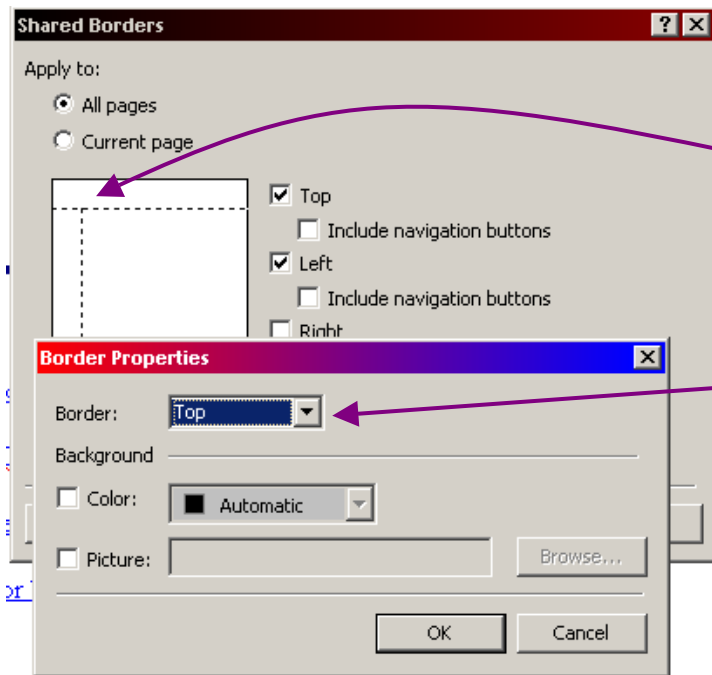 Shared Borders
Apply to:
All pages
Current page
Top
Include navigation buttons
Left
Include navigation buttons
Right
Border Properties
Border: Top
Background
Color: Automatic
Picture: Browse...
or
OK Cancel